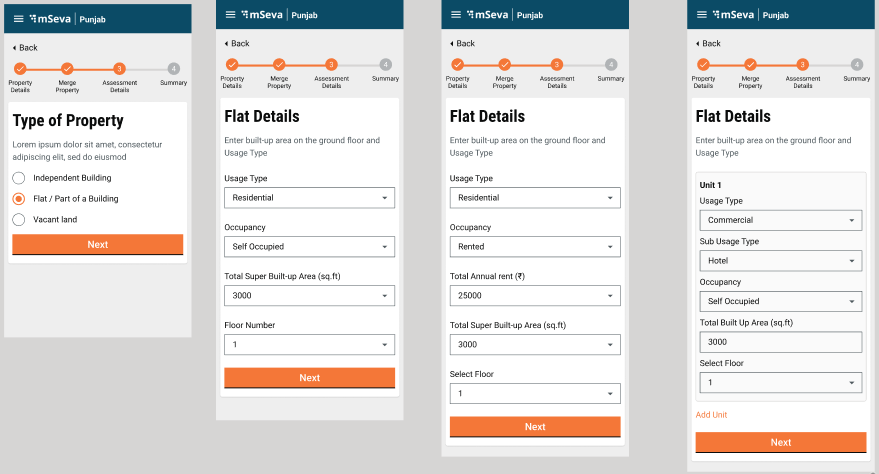 mSeva | Punjab
Back
3
4
Property Details
Merge Property
Assessment Details
Summary
Type of Property
Lorem ipsum dolor sit amet, consectetur
adipiscing elit, sed do eiusmod
Independent Building
Flat / Part of a Building
Vacant land
Next
mSeva | Punjab
Back
3
4
Property Details
Merge Property
Assessment Details
Summary
Flat Details
Enter built-up area on the ground floor and
Usage Type
Usage Type
Residential
Occupancy
Self Occupied
Total Super Built-up Area (sq.ft)
3000
Floor Number
1
Next
mSeva | Punjab
Back
3
4
Property Details
Merge Property
Assessment Details
Summary
Flat Details
Enter built-up area on the ground floor and
Usage Type
Usage Type
Residential
Occupancy
Rented
Total Annual rent (₹)
25000
Total Super Built-up Area (sq.ft)
3000
Select Floor
1
Next
mSeva | Punjab
Back
3
4
Property Details
Merge Property
Assessment Details
Summary
Flat Details
Enter built-up area on the ground floor and
Usage Type
Unit 1
Usage Type
Commercial
Sub Usage Type
Hotel
Occupancy
Self Occupied
Total Built Up Area (sq.ft)
3000
Select Floor
1
Add Unit
Next